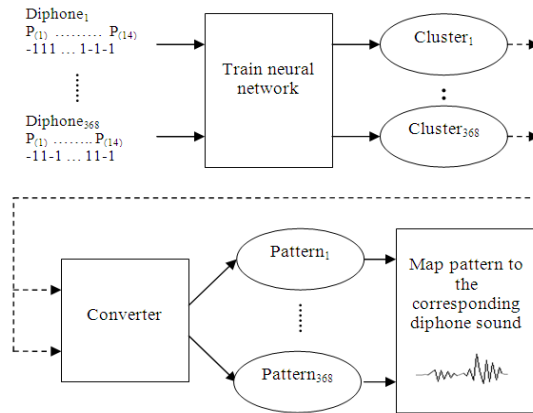 Diphone₁
P₍₁₎ ......... P₍₁₄₎
-111 ... 1-1-1
Diphone₃₆₈
P₍₁₎ ........ P₍₁₄₎
-11-1 ... 11-1
Train neural
network
Cluster₁
Cluster₃₆₈
Converter
Pattern₁
Pattern₃₆₈
Map pattern to
the
corresponding
diphone sound